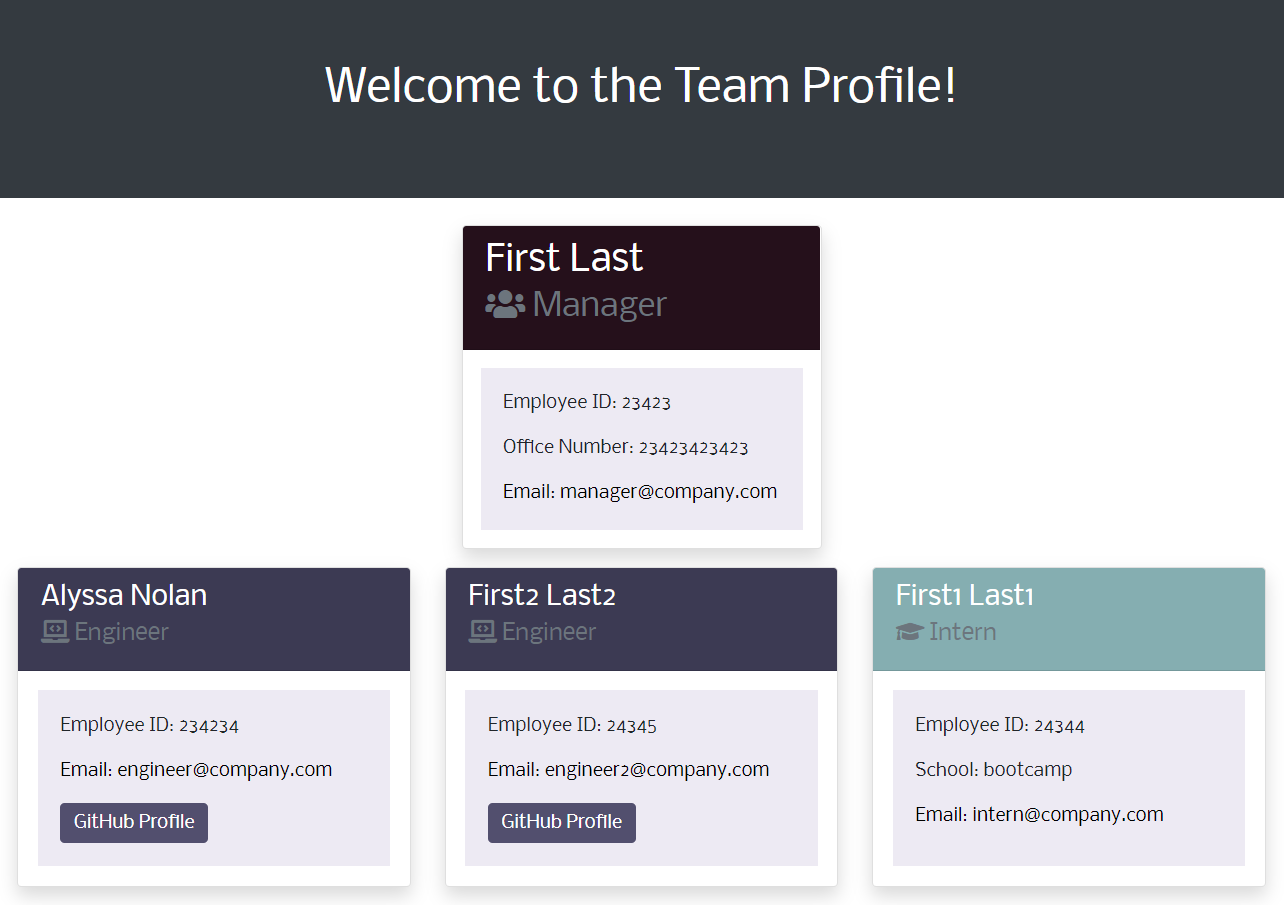 Welcome to the Team Profile!
First Last
Manager
Employee ID: 23423
Office Number: 23423423423
Email: manager@company.com
Alyssa Nolan
Engineer
Employee ID: 234234
Email: engineer@company.com
GitHub Profile
First2 Last2
Engineer
Employee ID: 24345
Email: engineer2@company.com
GitHub Profile
First1 Last1
Intern
Employee ID: 24344
School: bootcamp
Email: intern@company.com